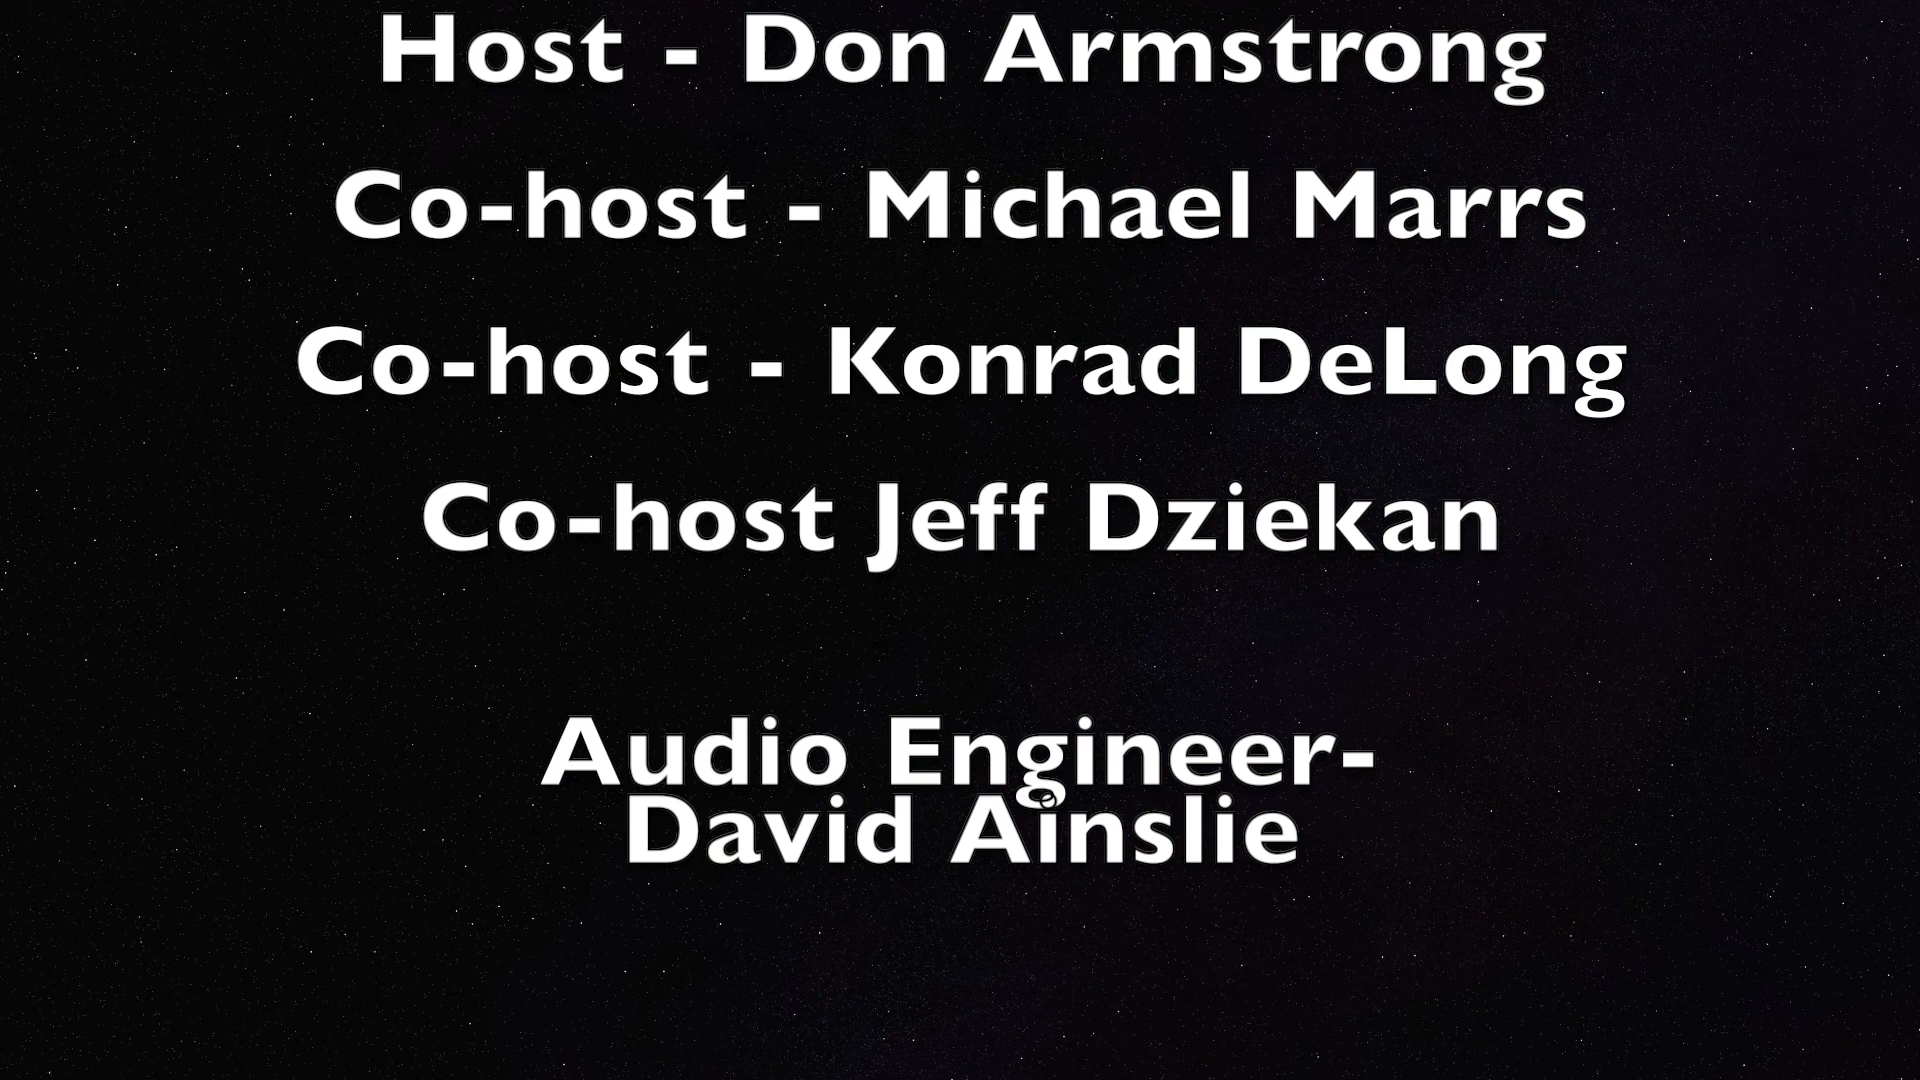 Host - Don Armstrong
Co-host - Michael Marrs
Co-host - Konrad DeLong
Co-host Jeff Dziekan
Audio Engineer-
David Ainslie